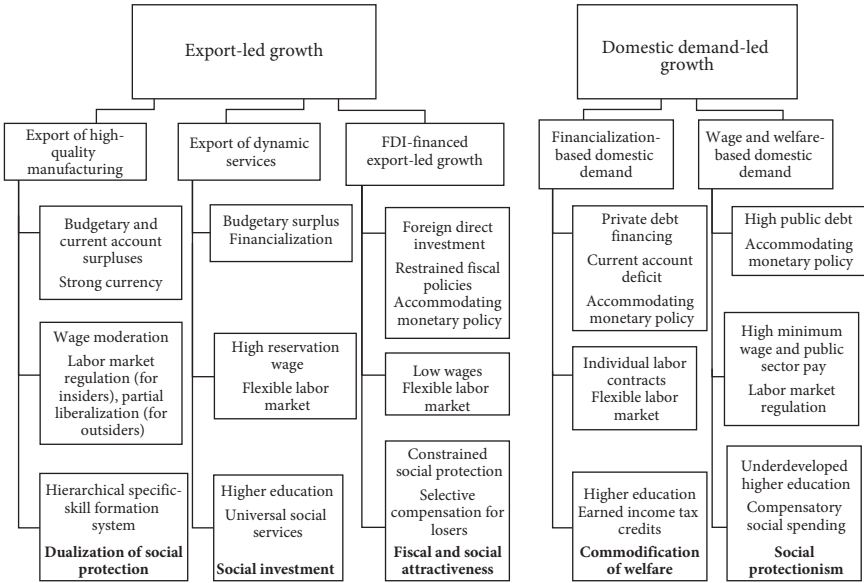 Export-led growth
Domestic demand-led
growth
Export of high-
quality
manufacturing
Export of dynamic
services
FDI-financed
export-led growth
Financialization-
based domestic
demand
Wage and welfare-
based domestic
demand
Budgetary and
current account
surpluses
Strong currency
Budgetary surplus
Financialization
Foreign direct
investment
Restrained fiscal
policies
Accommodating
monetary policy
Private debt
financing
Current account
deficit
Accommodating
monetary policy
High public debt
Accommodating
monetary policy
Wage moderation
Labor market
regulation (for
insiders), partial
liberalization (for
outsiders)
High reservation
wage
Flexible labor
market
Low wages
Flexible labor
market
Individual labor
contracts
Flexible labor
market
High minimum
wage and public
sector pay
Labor market
regulation
Hierarchical specific-
skill formation
system
Dualization of social
protection
Higher education
Universal social
services
Social investment
Constrained
social protection
Selective
compensation for
losers
Fiscal and social
attractiveness
Higher education
Earned income tax
credits
Commodification
of welfare
Underdeveloped
higher education
Compensatory
social spending
Social
protectionism